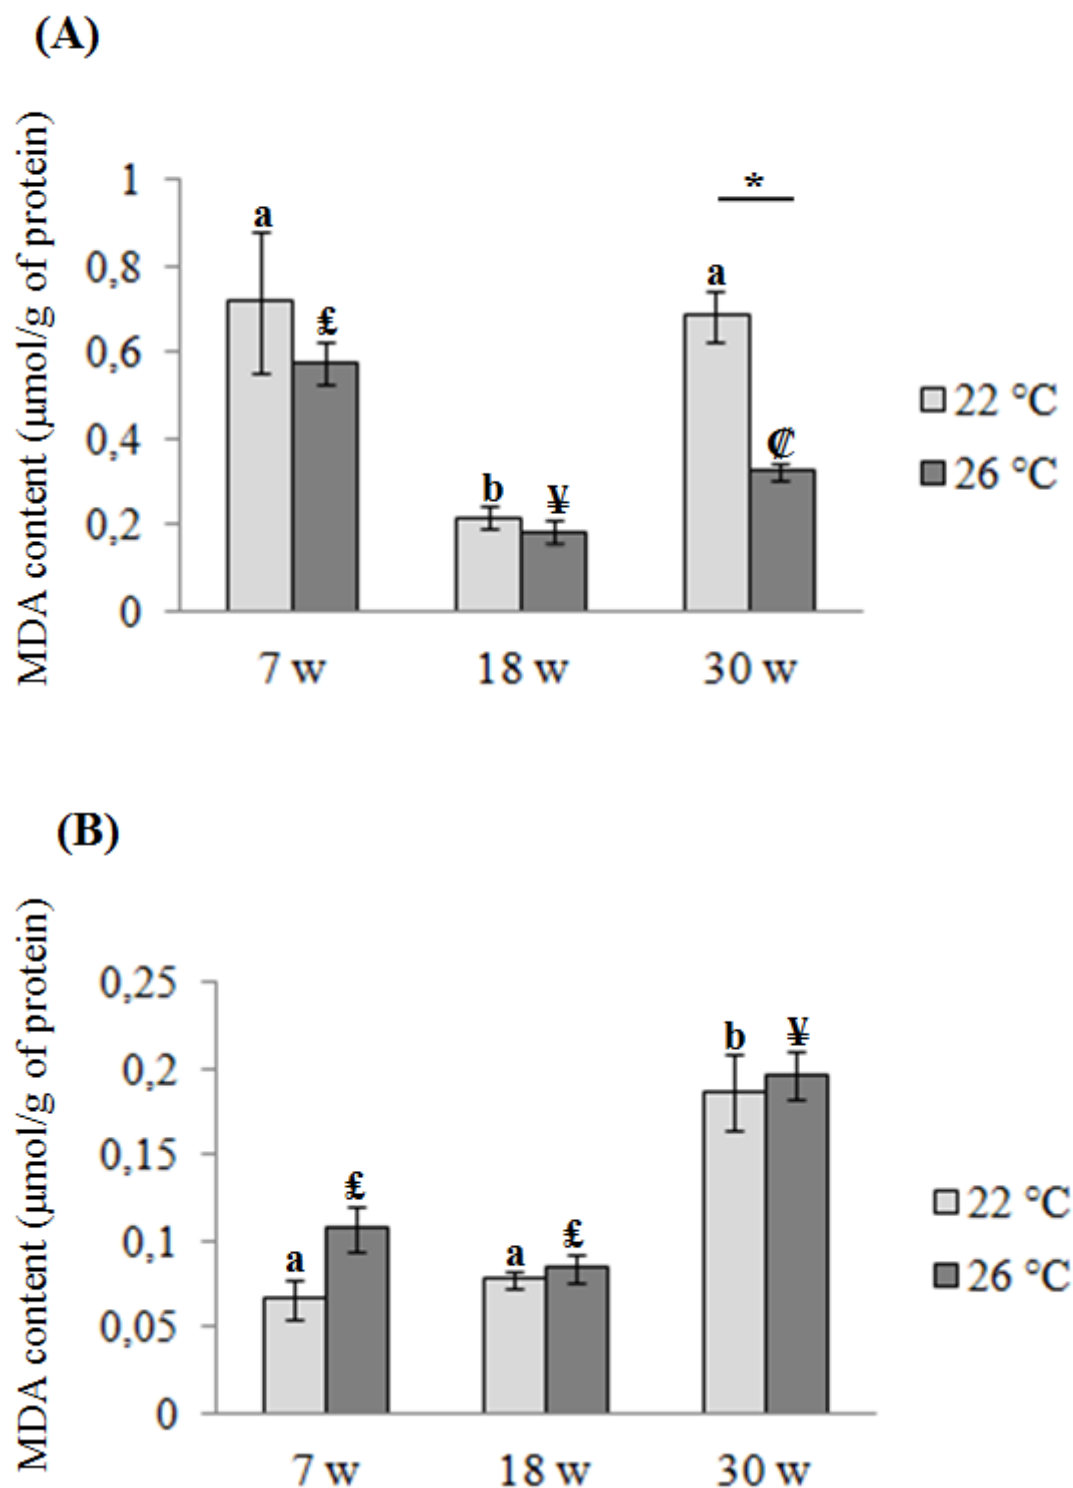 (A)
MDA content (µmol/g of protein)
1
0,8
0,6
0,4
0,2
0
a
£
b
¥
*
a
₡
7 w
18 w
30 w
22 °C
26 °C
(B)
MDA content (µmol/g of protein)
0,25
0,2
0,15
0,1
0,05
0
a
£
a
£
b
¥
7 w
18 w
30 w
22 °C
26 °C